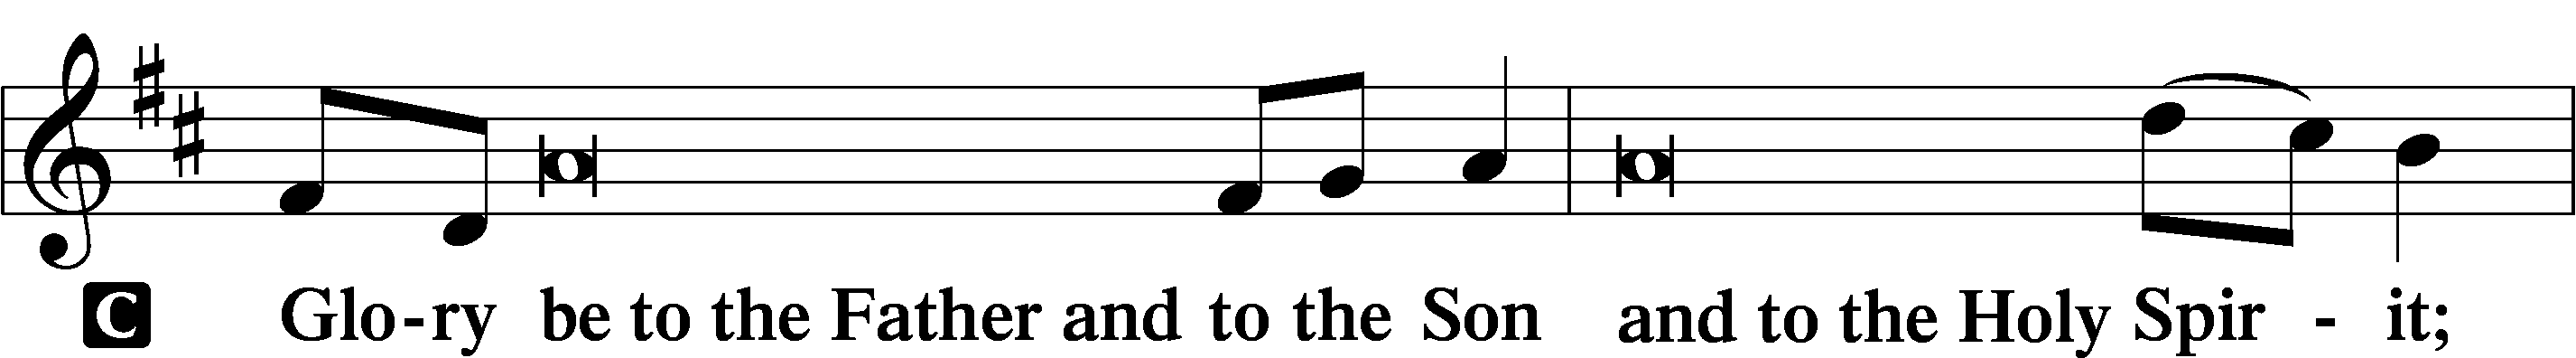 C Glo-ry be to the Father and to the Son and to the Holy Spir - it;